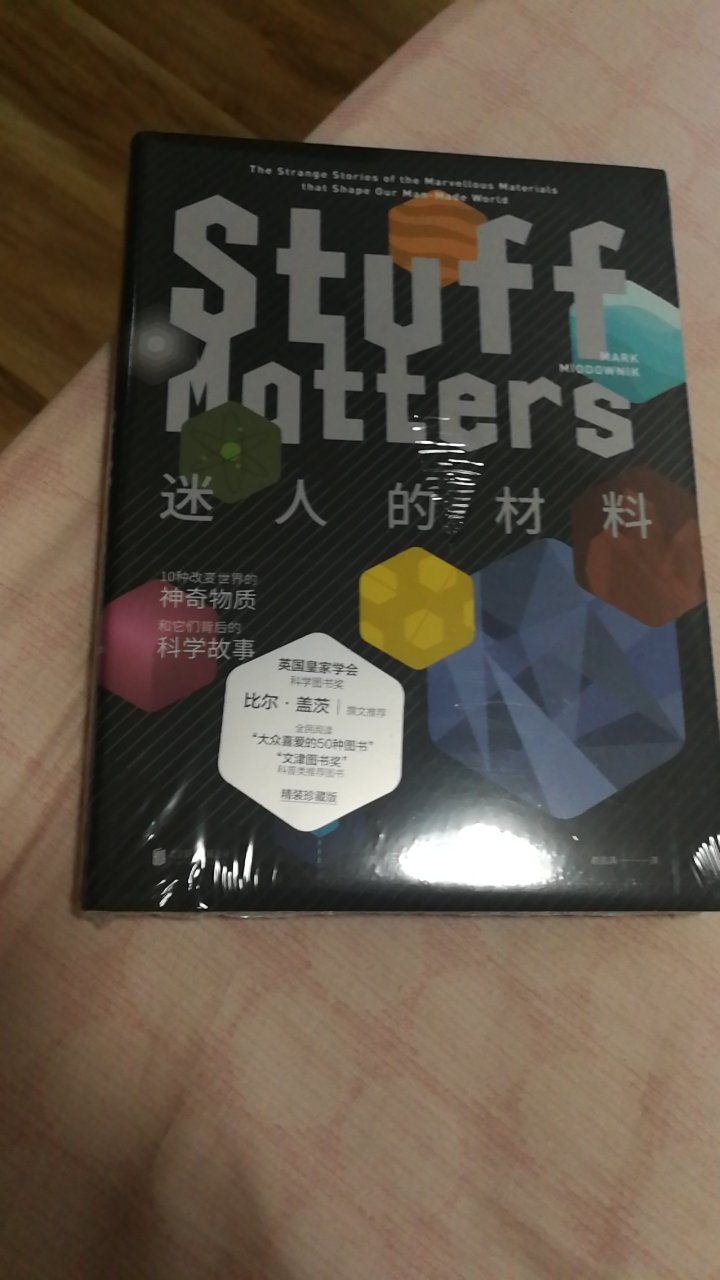 The Strange Stories of the Marvellous Materials
that Shape Our Man-Made World
Stuff
MARK
MIODOWNIK
Matters
迷人的材料
10种改变世界的
神奇物质
和它们背后的
科学故事
英国皇家学会
科学图书奖
比尔·盖茨|撰文推荐
全民阅读
“大众喜爱的50种图书”
“文津图书奖”
科普类推荐图书
精装珍藏版
译